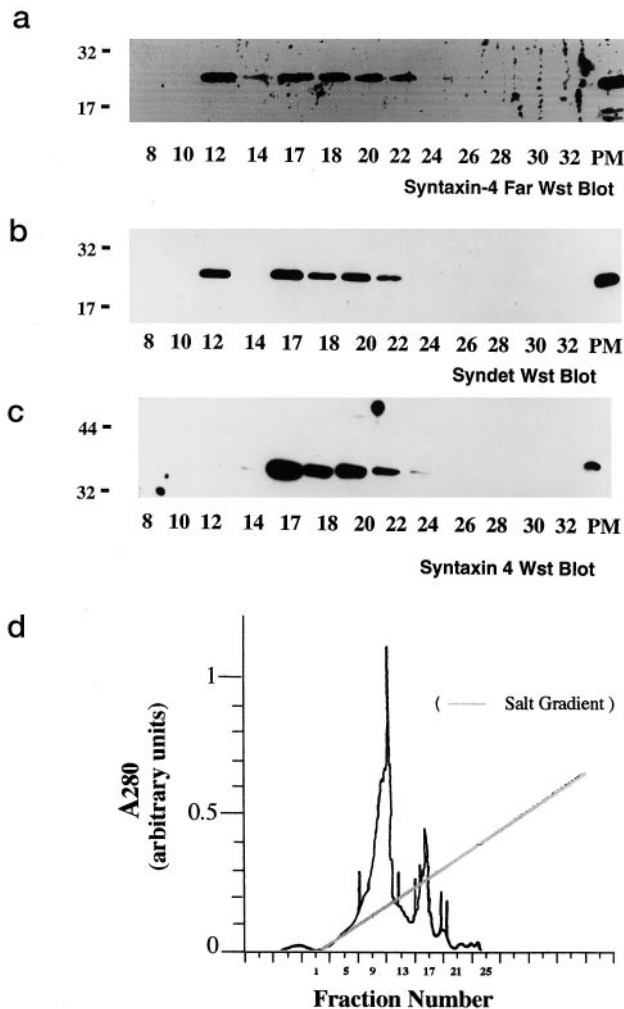 a
32
17
8 10 12 14 17 18 20 22 24 26 28 30 32 PM
Syntaxin-4 Far Wst Blot
b
32
17
8 10 12 14 17 18 20 22 24 26 28 30 32 PM
Syndet Wst Blot
c
44
32
8 10 12 14 17 18 20 22 24 26 28 30 32 PM
Syntaxin 4 Wst Blot
d
1
( — Salt Gradient )
A280
(arbitrary units)
0.5
0
1 5 9 13 17 21 25
Fraction Number